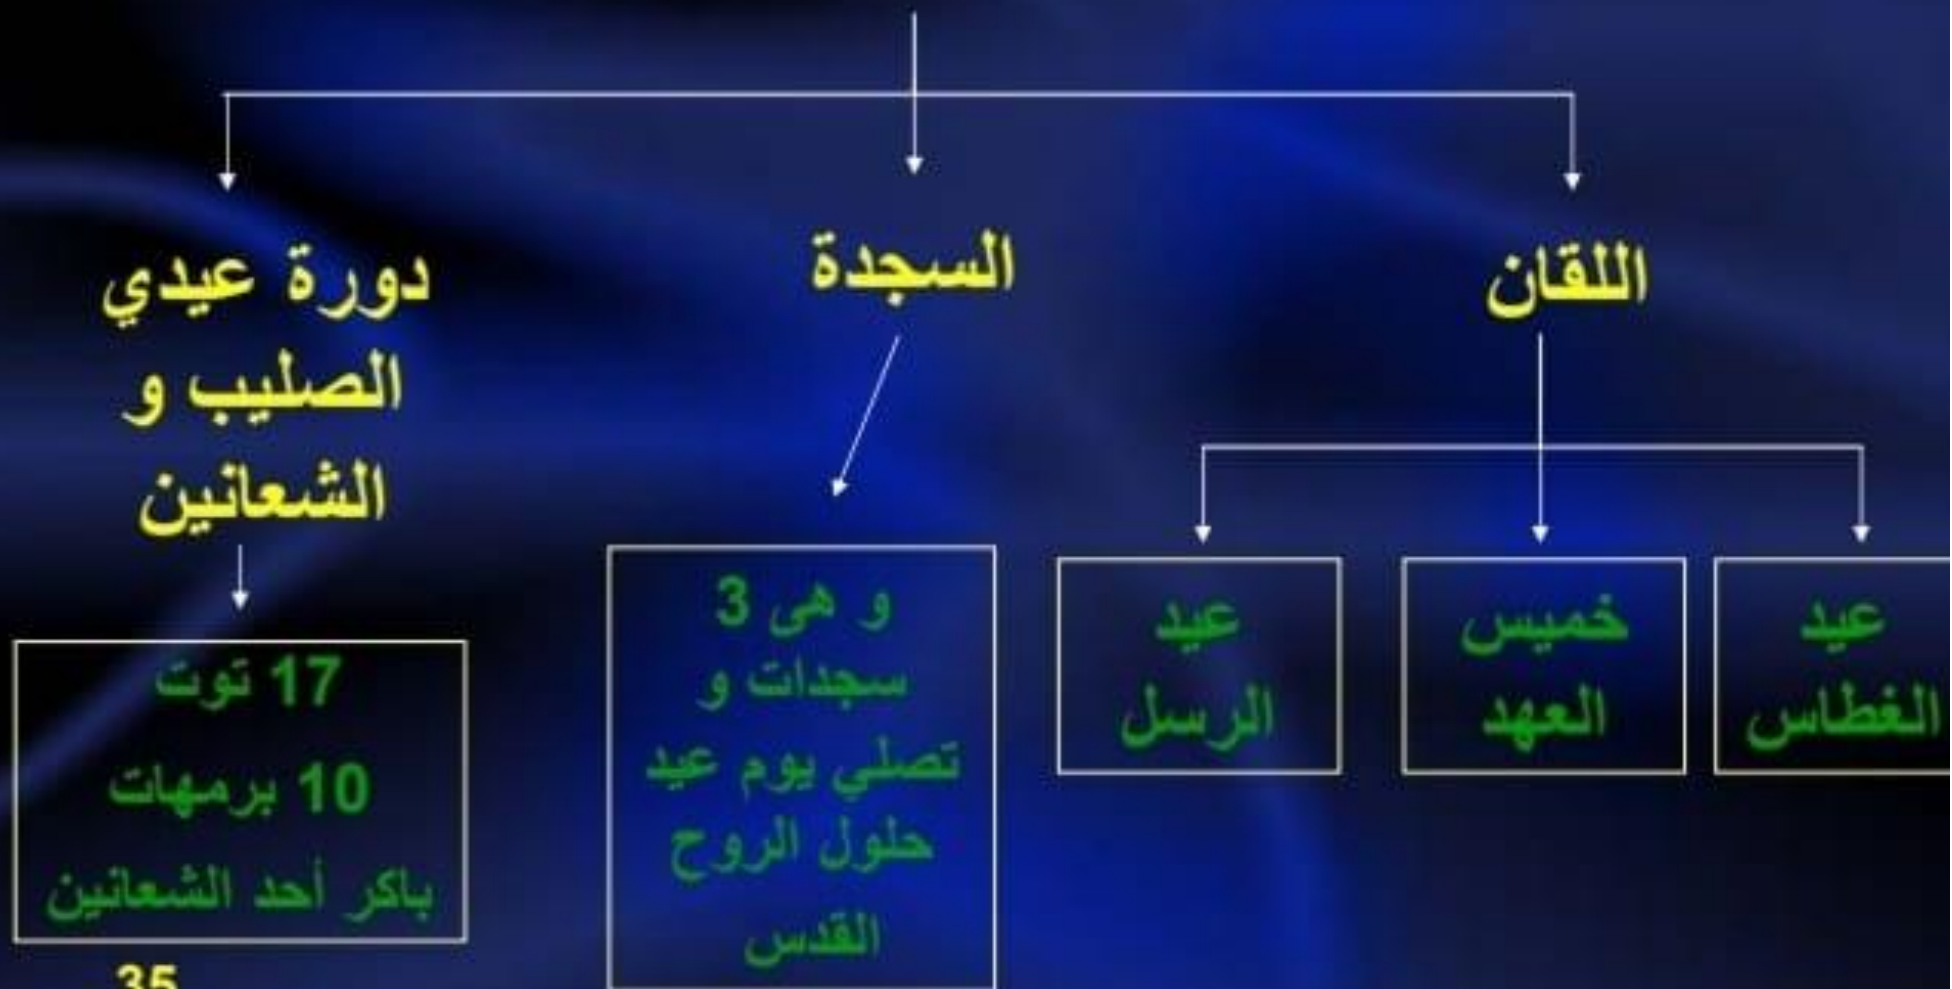 اللقان
السجدة
دورة عيدي
الصليب و
الشعانين
عيد
الغطاس
خميس
العهد
عيد
الرسل
و هى 3
سجدات و
تصلي يوم عيد
حلول الروح
القدس
17 توت
10 برمهات
باكر أحد الشعانين
35